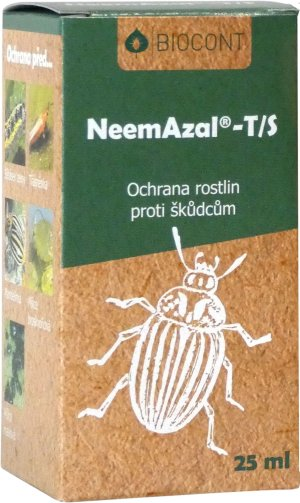 BIOCONT
NeemAzal®-T/S
Ochrana rostlin
proti škůdcům
25 ml
Ochrana před...